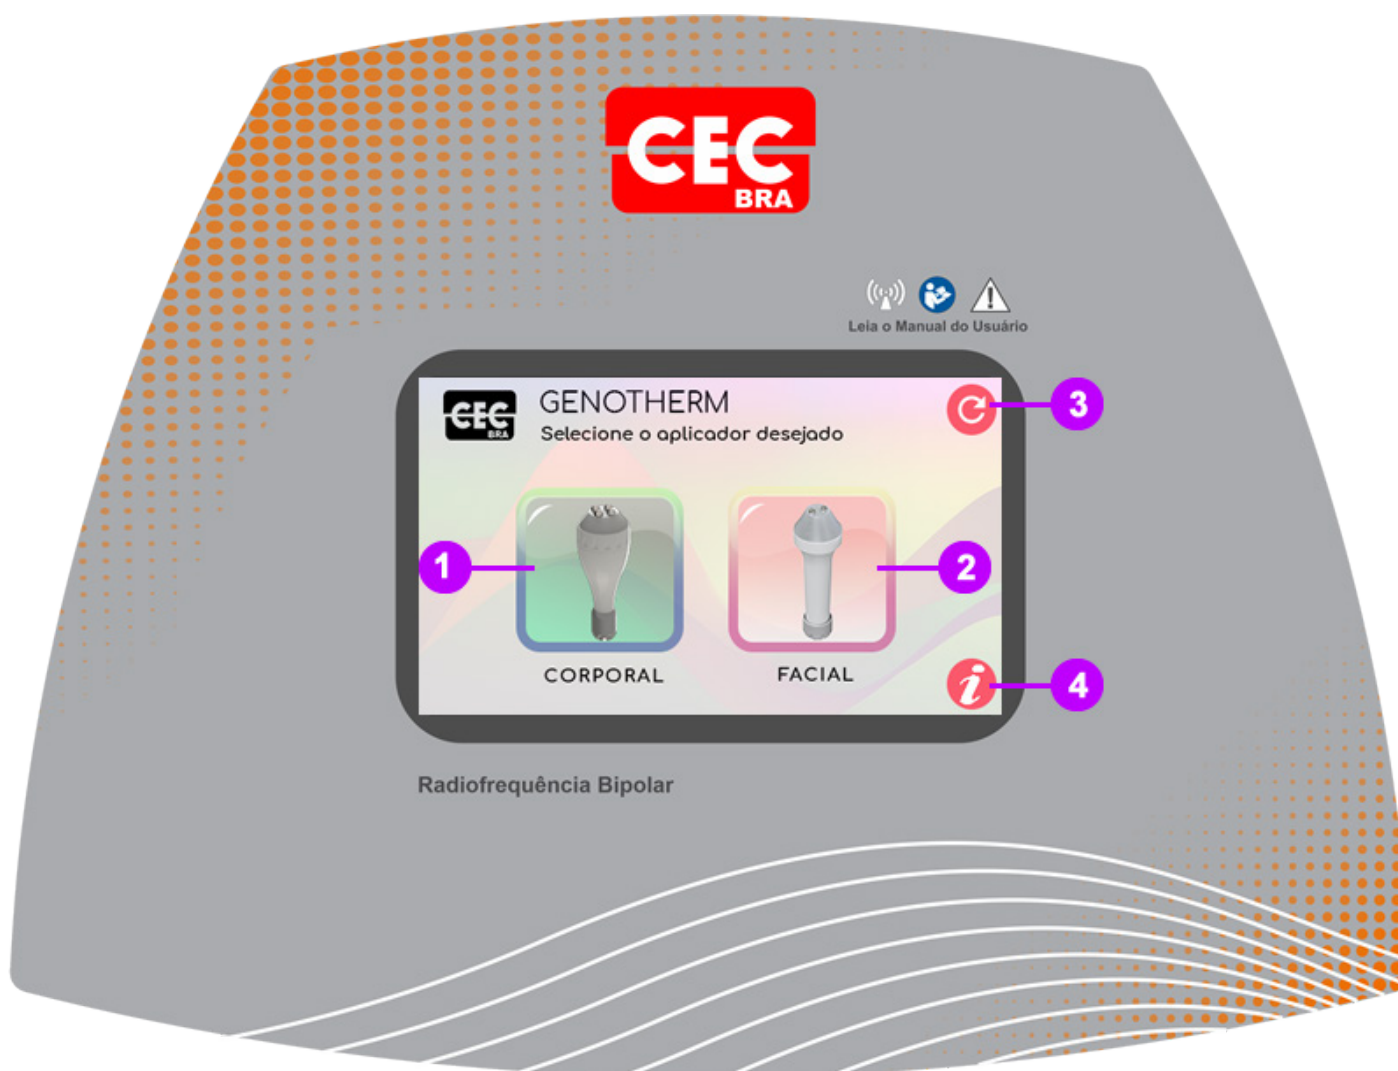 CEC
BRA
Leia o Manual do Usuário
CEC
BRA
GENOTHERM
Selecione o aplicador desejado
3
1
2
CORPORAL
FACIAL
i
4
Radiofrequência Bipolar